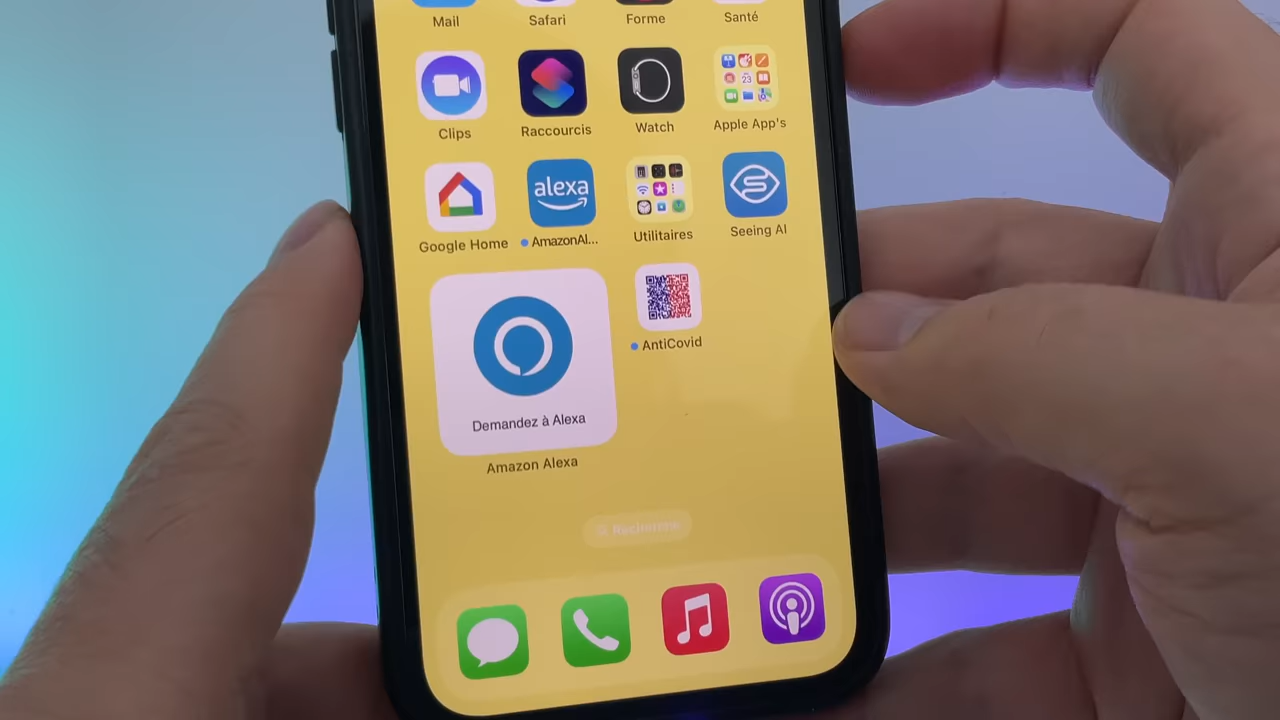 Mail
Safari
Forme
Santé
Clips
Raccourcis
Watch
23
Apple App's
alexa
Google Home
AmazonAl...
Utilitaires
Seeing AI
Demandez à Alexa
AntiCovid
Amazon Alexa
Recherche